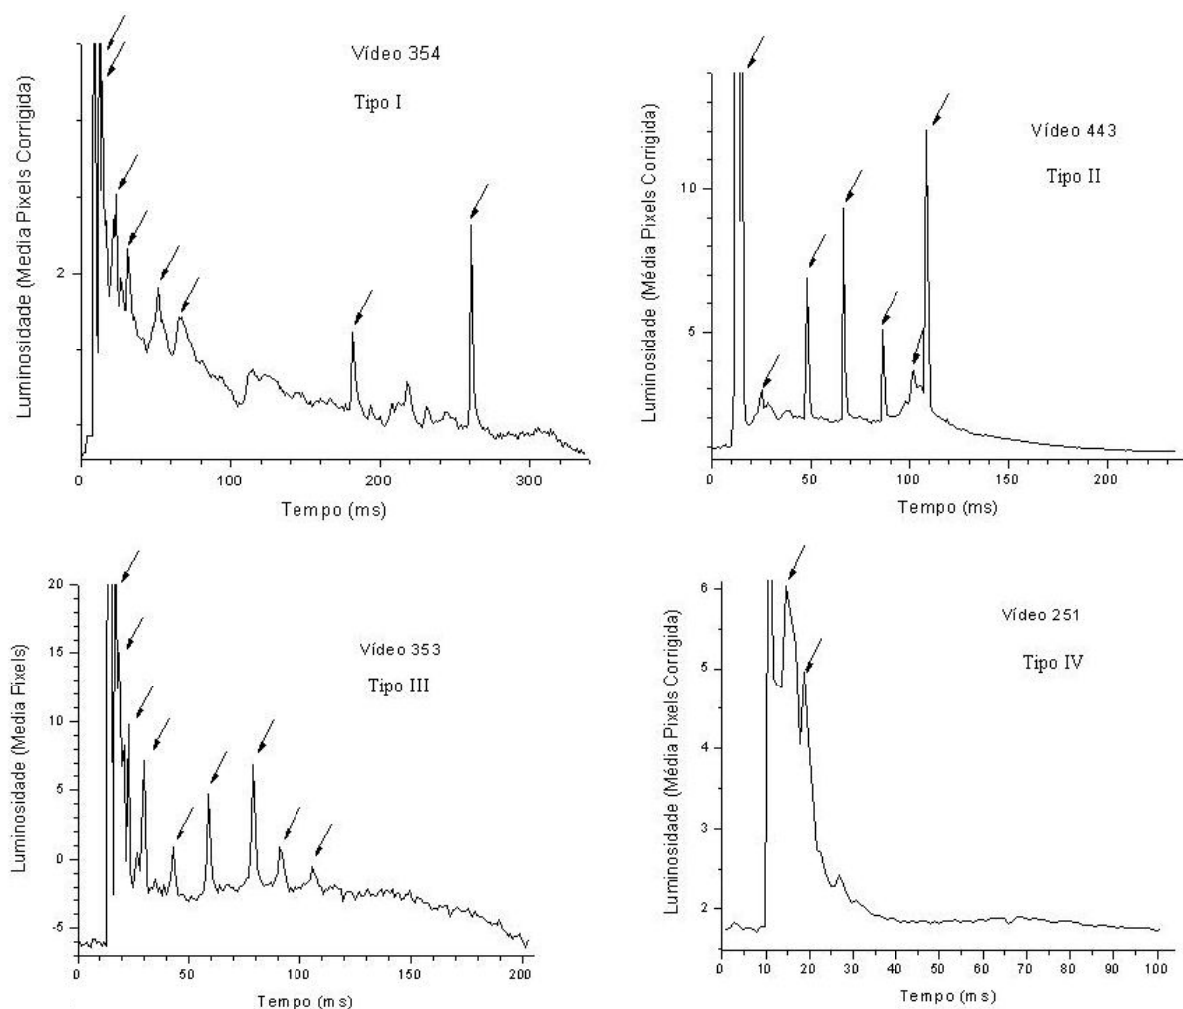 Vídeo 354
Tipo I
Luminosidade (Media Pixels Corrigida)
2
0
100
200
300
Tempo (ms)
Vídeo 443
Tipo II
Luminosidade (Média Pixels Corrigida)
10
5
0
50
100
150
200
Tempo (ms)
Vídeo 353
Tipo III
Luminosidade (Media Pixels)
20
15
10
5
0
-5
0
50
100
150
200
Tempo (ms)
Vídeo 251
Tipo IV
Luminosidade (Média Pixels Corrigida)
6
5
4
3
2
0
10
20
30
40
50
60
70
80
90
100
Tempo (ms)